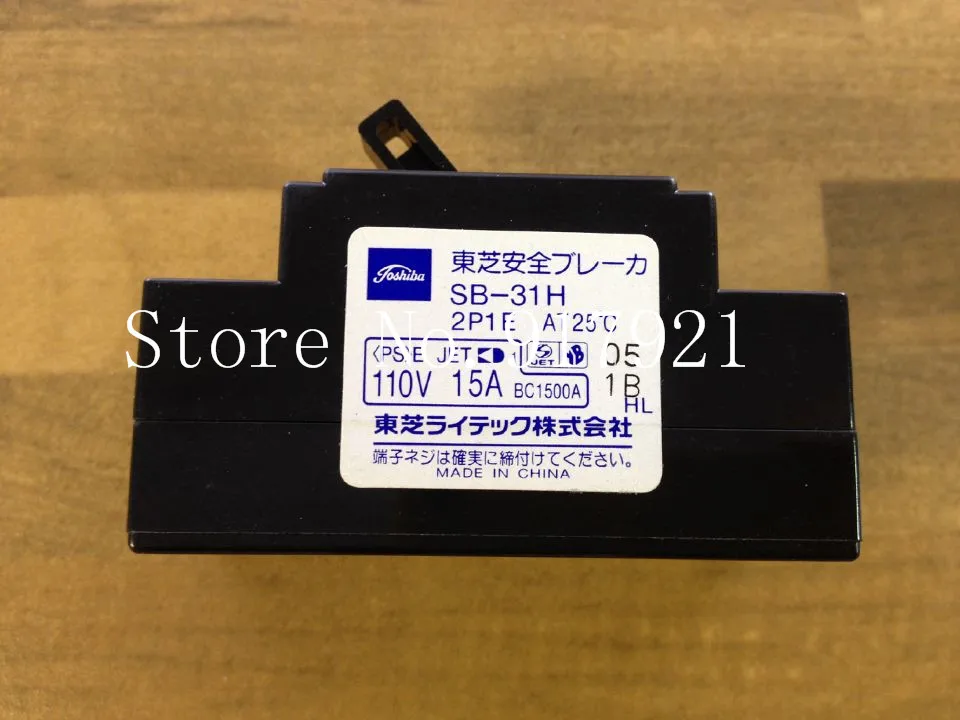 Toshiba
東芝安全ブレーカ
SB-31H
2P1E AT25℃
Store No. 917921
<PS>E JET
JET
05
110V 15A BC1500A
1B
HL
東芝ライテック株式会社
端子ネジは確実に締付けてください。
MADE IN CHINA